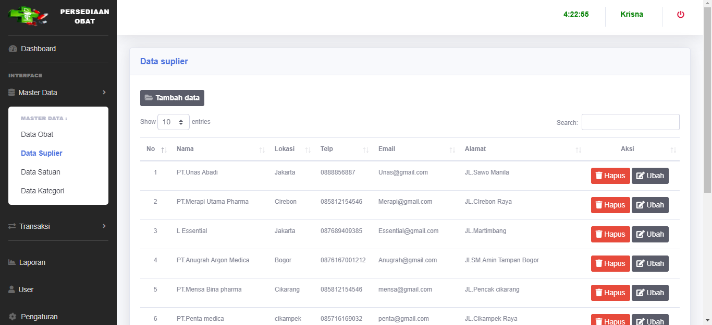 PERSEDIAAN
OBAT
4:22:55
Krisna
Dashboard
INTERFACE
Master Data
MASTER DATA :
Data Obat
Data Suplier
Data Satuan
Data Kategori
Transaksi
Laporan
User
Pengaturan
Data suplier
Tambah data
Show 10 entries
Search:
No Nama Lokasi Telp Email Alamat Aksi
1 PT.Unas Abadi Jakarta 0888856887 Unas@gmail.com JL.Sawo Manila Hapus Ubah
2 PT.Merapi Utama Pharma Cirebon 085812154546 Merapi@gmail.com JL.Cirebon Raya Hapus Ubah
3 L Essential Jakarta 087689409385 Essential@gmail.com JL.Martimbang Hapus Ubah
4 PT.Anugrah Argon Medica Bogor 0876167001212 Anugrah@gmail.com Jl.SM Amin Tampan Bogor Hapus Ubah
5 PT.Mensa Bina pharma Cikarang 085812154546 mensa@gmail.com JL.Pencak cikarang Hapus Ubah
6 PT.Penta medica cikampek 085716169032 penta@gmail.com JL.Cikampek Raya Hapus Ubah